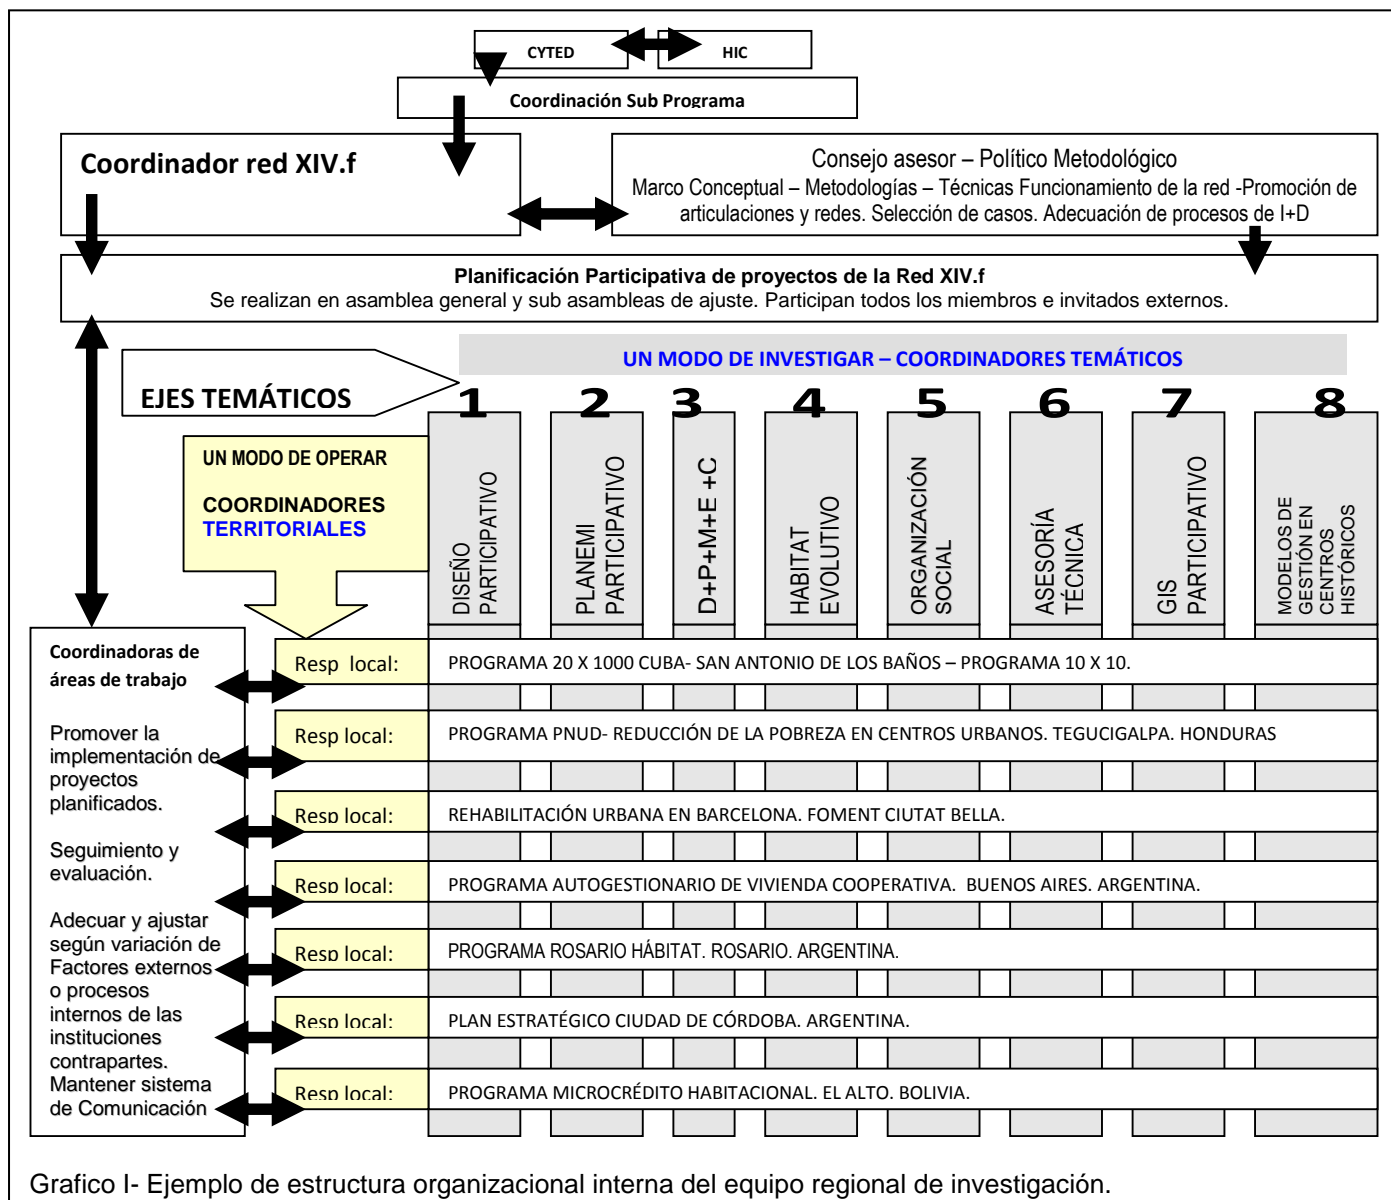 CYTED
HIC
Coordinación Sub Programa
Coordinador red XIV.f
Consejo asesor – Político Metodológico
Marco Conceptual – Metodologías – Técnicas Funcionamiento de la red -Promoción de
articulaciones y redes. Selección de casos. Adecuación de procesos de I+D
Planificación Participativa de proyectos de la Red XIV.f
Se realizan en asamblea general y sub asambleas de ajuste. Participan todos los miembros e invitados externos.
UN MODO DE INVESTIGAR – COORDINADORES TEMÁTICOS
EJES TEMÁTICOS
1 2 3 4 5 6 7 8
UN MODO DE OPERAR
COORDINADORES
TERRITORIALES
DISEÑO
PARTICIPATIVO
PLANEMI
PARTICIPATIVO
D+P+M+E +C
HABITAT
EVOLUTIVO
ORGANIZACIÓN
SOCIAL
ASESORÍA
TÉCNICA
GIS
PARTICIPATIVO
MODELOS DE
GESTIÓN EN
CENTROS
HISTÓRICOS
Coordinadoras de
áreas de trabajo
Promover la
implementación de
proyectos
planificados.
Seguimiento y
evaluación.
Adecuar y ajustar
según variación de
Factores externos
o procesos
internos de las
instituciones
contrapartes.
Mantener sistema
de Comunicación
Resp local: PROGRAMA 20 X 1000 CUBA- SAN ANTONIO DE LOS BAÑOS – PROGRAMA 10 X 10.
Resp local: PROGRAMA PNUD- REDUCCIÓN DE LA POBREZA EN CENTROS URBANOS. TEGUCIGALPA. HONDURAS
Resp local: REHABILITACIÓN URBANA EN BARCELONA. FOMENT CIUTAT BELLA.
Resp local: PROGRAMA AUTOGESTIONARIO DE VIVIENDA COOPERATIVA. BUENOS AIRES. ARGENTINA.
Resp local: PROGRAMA ROSARIO HÁBITAT. ROSARIO. ARGENTINA.
Resp local: PLAN ESTRATÉGICO CIUDAD DE CÓRDOBA. ARGENTINA.
Resp local: PROGRAMA MICROCRÉDITO HABITACIONAL. EL ALTO. BOLIVIA.
Grafico I- Ejemplo de estructura organizacional interna del equipo regional de investigación.